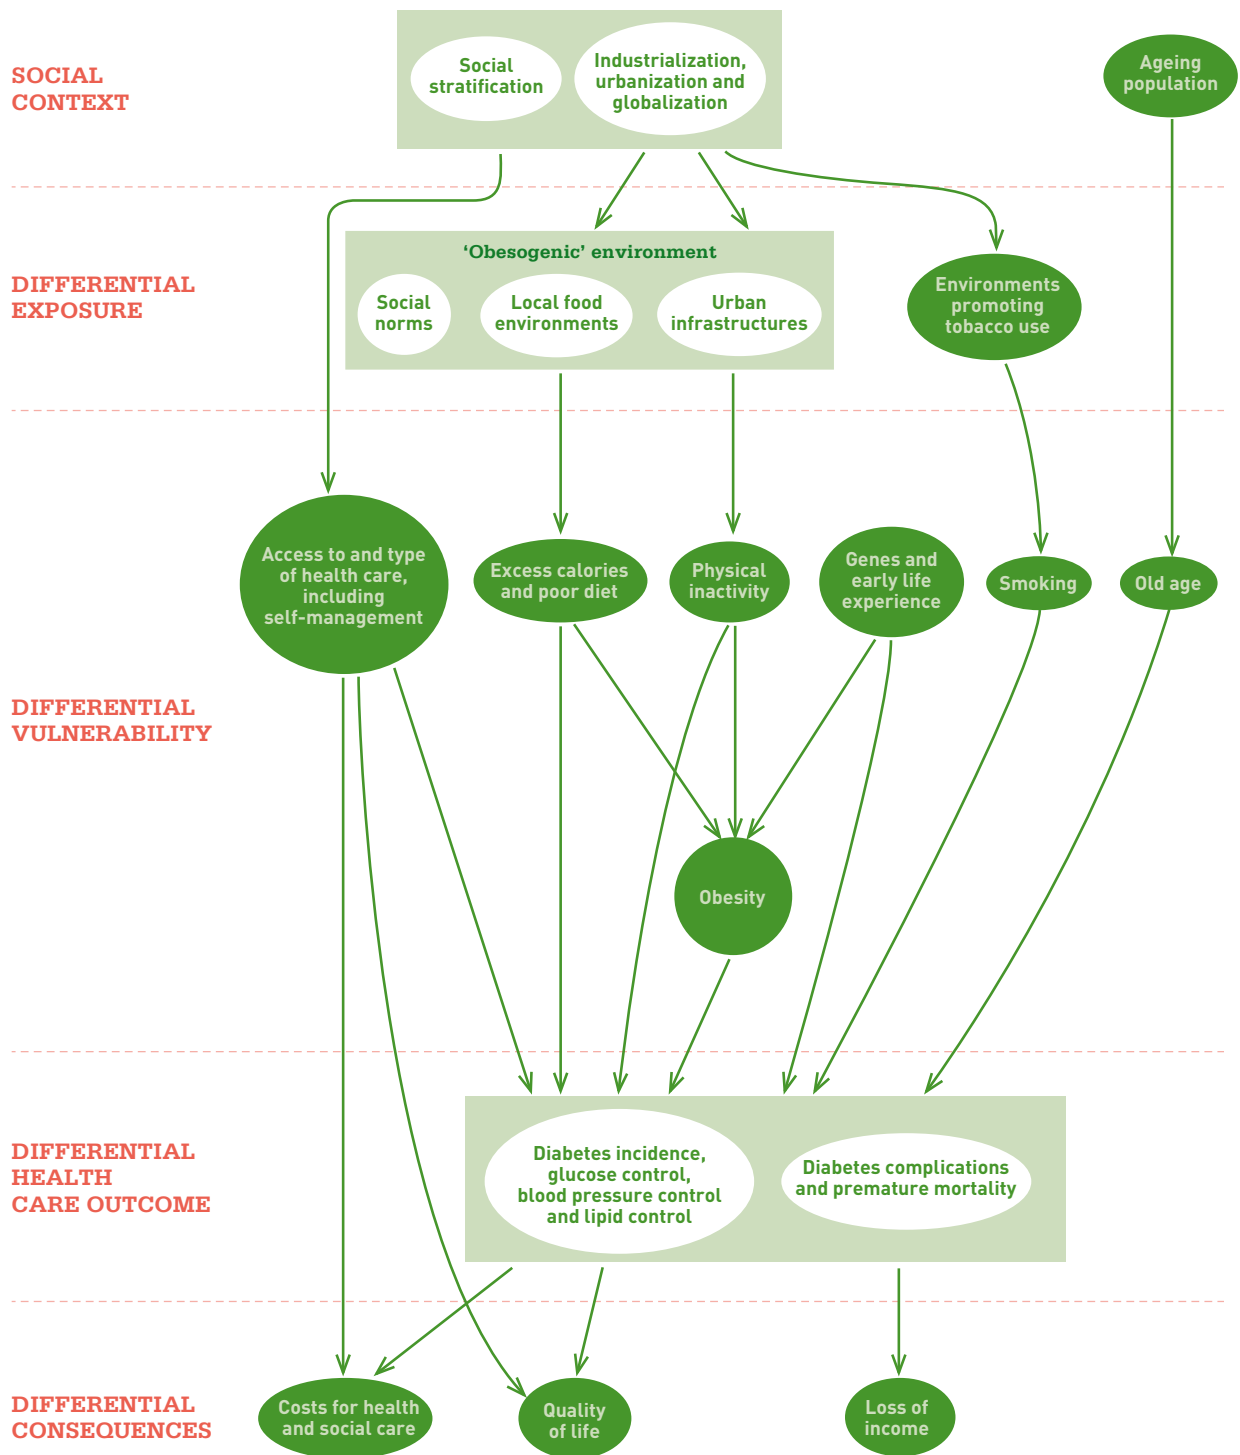 SOCIAL
CONTEXT
Social
stratification
Industrialization,
urbanization and
globalization
Ageing
population
DIFFERENTIAL
EXPOSURE
‘Obesogenic’ environment
Social
norms
Local food
environments
Urban
infrastructures
Environments
promoting
tobacco use
Access to and type
of health care,
including
self-management
Excess calories
and poor diet
Physical
inactivity
Genes and
early life
experience
Smoking
Old age
DIFFERENTIAL
VULNERABILITY
Obesity
DIFFERENTIAL
HEALTH
CARE OUTCOME
Diabetes incidence,
glucose control,
blood pressure control
and lipid control
Diabetes complications
and premature mortality
DIFFERENTIAL
CONSEQUENCES
Costs for health
and social care
Quality
of life
Loss of
income